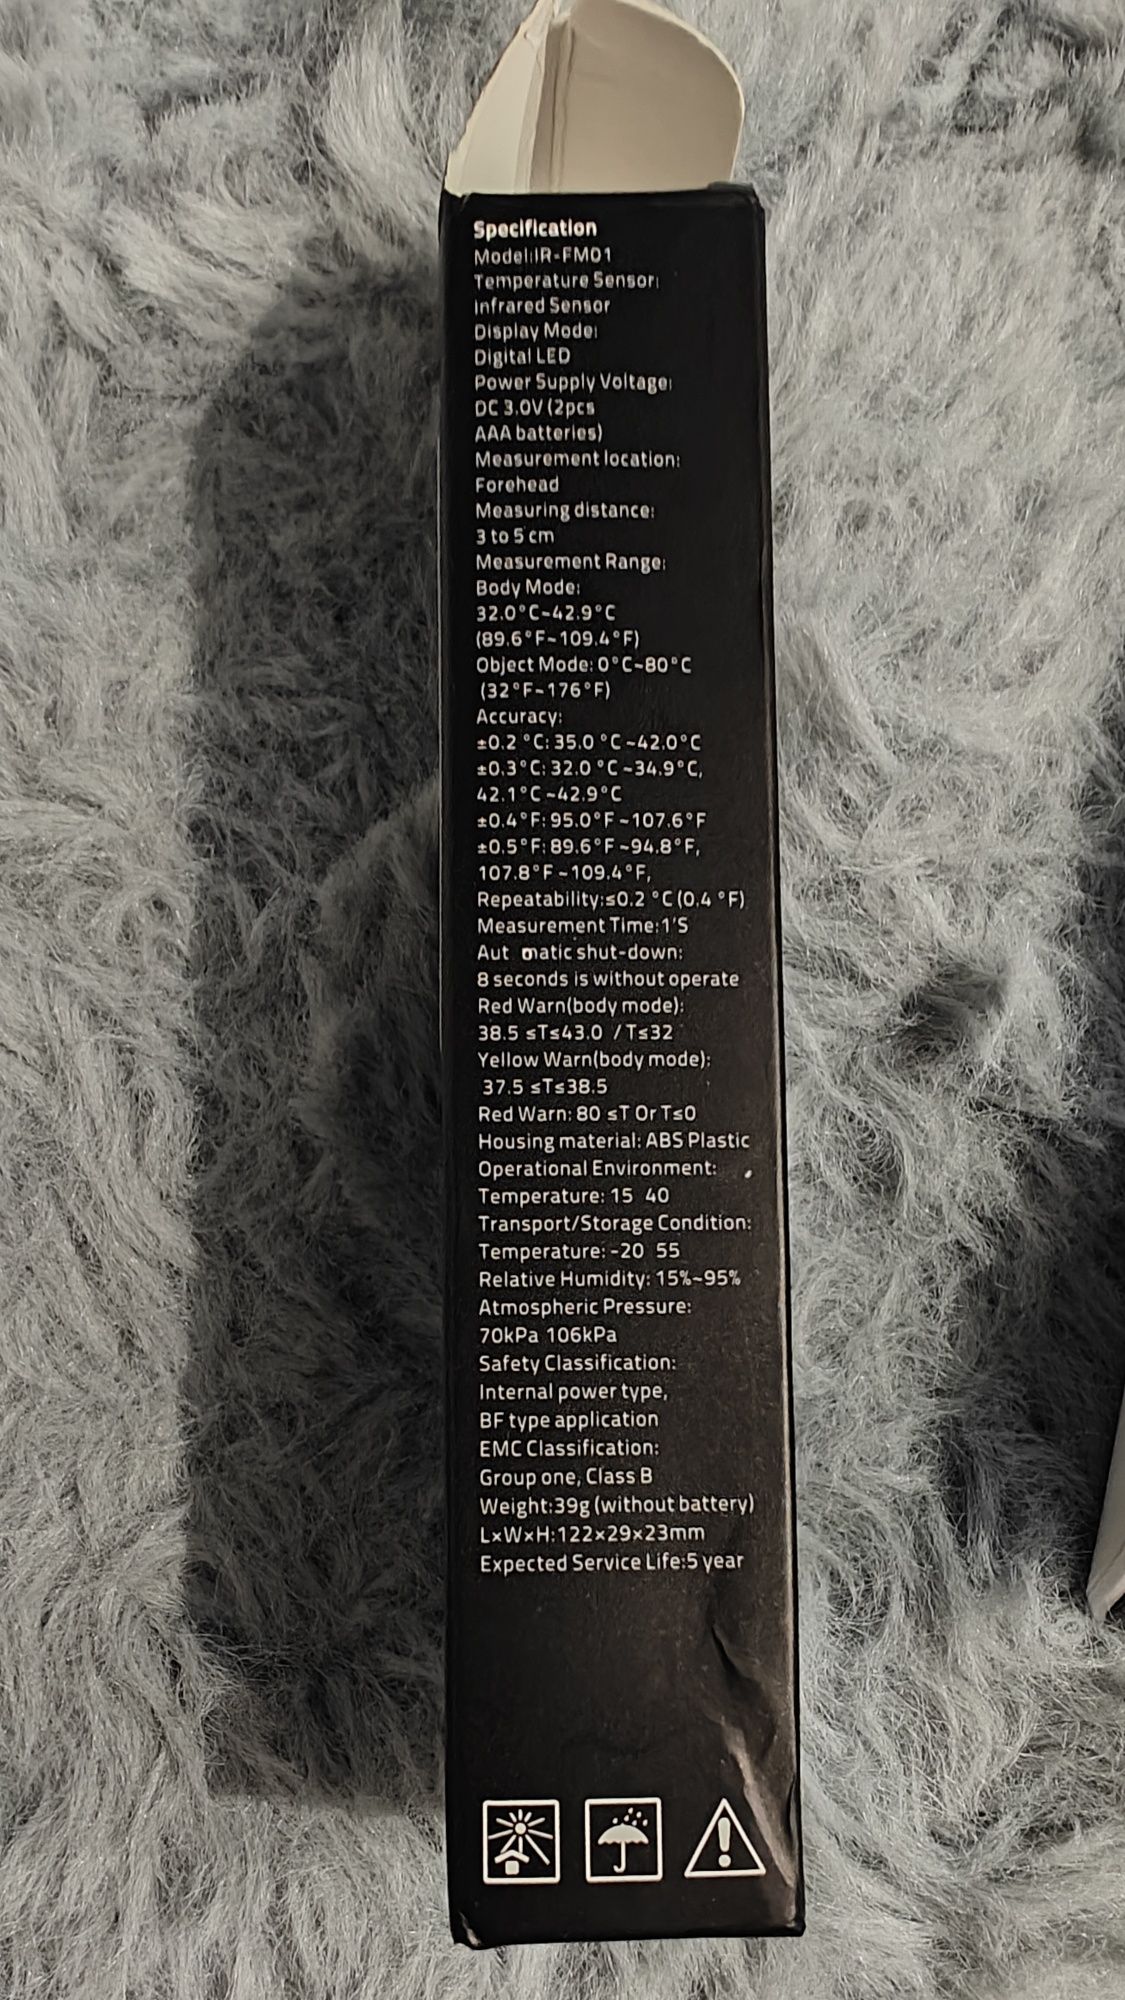 Specification
Model:IR-FM01
Temperature Sensor:
Infrared Sensor
Display Mode:
Digital LED
Power Supply Voltage:
DC 3.0V (2pcs
AAA batteries)
Measurement location:
Forehead
Measuring distance:
3 to 5 cm
Measurement Range:
Body Mode:
32.0°C~42.9°C
(89.6°F~109.4°F)
Object Mode: 0°C~80°C
(32°F~176°F)
Accuracy:
±0.2 °C: 35.0 °C ~42.0°C
±0.3°C: 32.0 °C ~34.9°C,
42.1°C ~42.9°C
±0.4°F: 95.0°F ~107.6°F
±0.5°F: 89.6°F ~94.8°F,
107.8°F ~109.4°F,
Repeatability:≤0.2 °C (0.4 °F)
Measurement Time:1'S
Aut omatic shut-down:
8 seconds is without operate
Red Warn(body mode):
38.5 ≤T≤43.0 / T≤32
Yellow Warn(body mode):
37.5 ≤T≤38.5
Red Warn: 80 ≤T Or T≤0
Housing material: ABS Plastic
Operational Environment:
Temperature: 15 40
Transport/Storage Condition:
Temperature: -20 55
Relative Humidity: 15%~95%
Atmospheric Pressure:
70kPa 106kPa
Safety Classification:
Internal power type,
BF type application
EMC Classification:
Group one, Class B
Weight:39g (without battery)
L×W×H:122×29×23mm
Expected Service Life:5 year